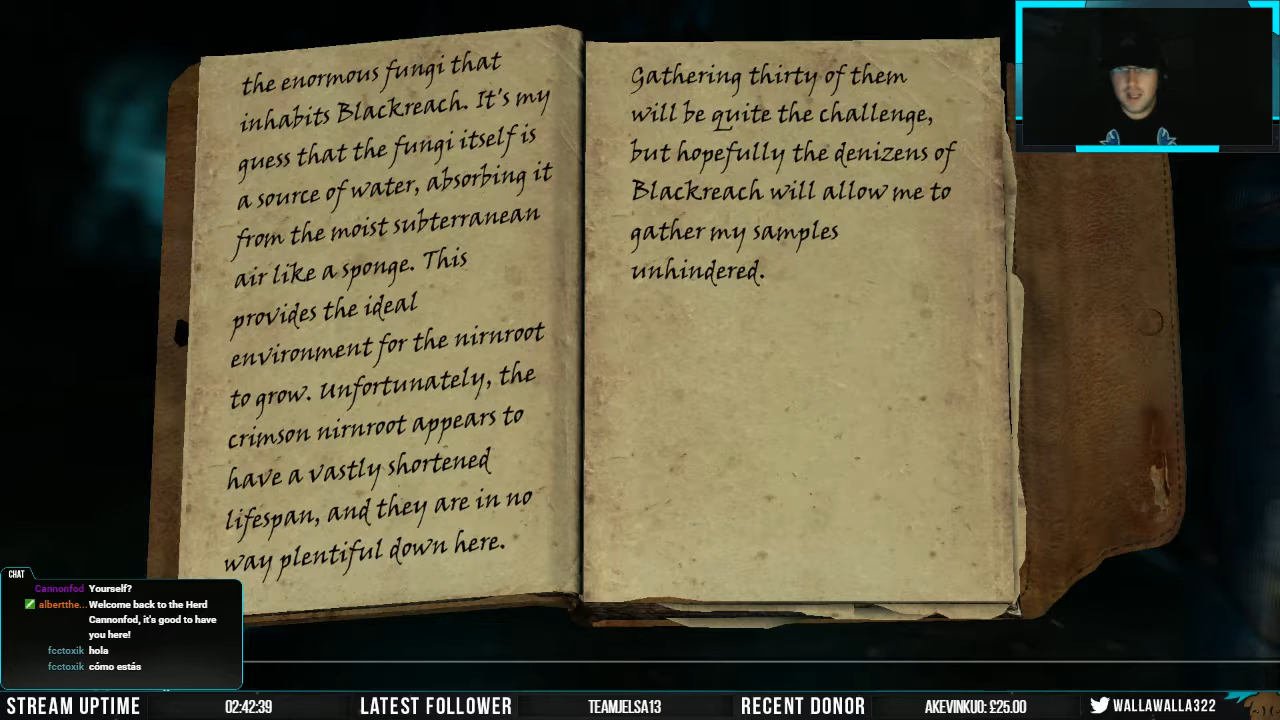 the enormous fungi that
inhabits Blackreach. It's my
guess that the fungi itself is
a source of water, absorbing it
from the moist subterranean
air like a sponge. This
provides the ideal
environment for the nirnroot
to grow. Unfortunately, the
crimson nirnroot appears to
have a vastly shortened
lifespan, and they are in no
way plentiful down here.
Gathering thirty of them
will be quite the challenge,
but hopefully the denizens of
Blackreach will allow me to
gather my samples
unhindered.
CHAT
Cannonfod Yourself?
albertthe... Welcome back to the Herd
Cannonfod, it's good to have
you here!
fcctoxik hola
fcctoxik cómo estás
STREAM UPTIME 02:42:39 LATEST FOLLOWER TEAMJELSA13 RECENT DONOR AKEVINKUO: £25.00 WALLAWALLA322